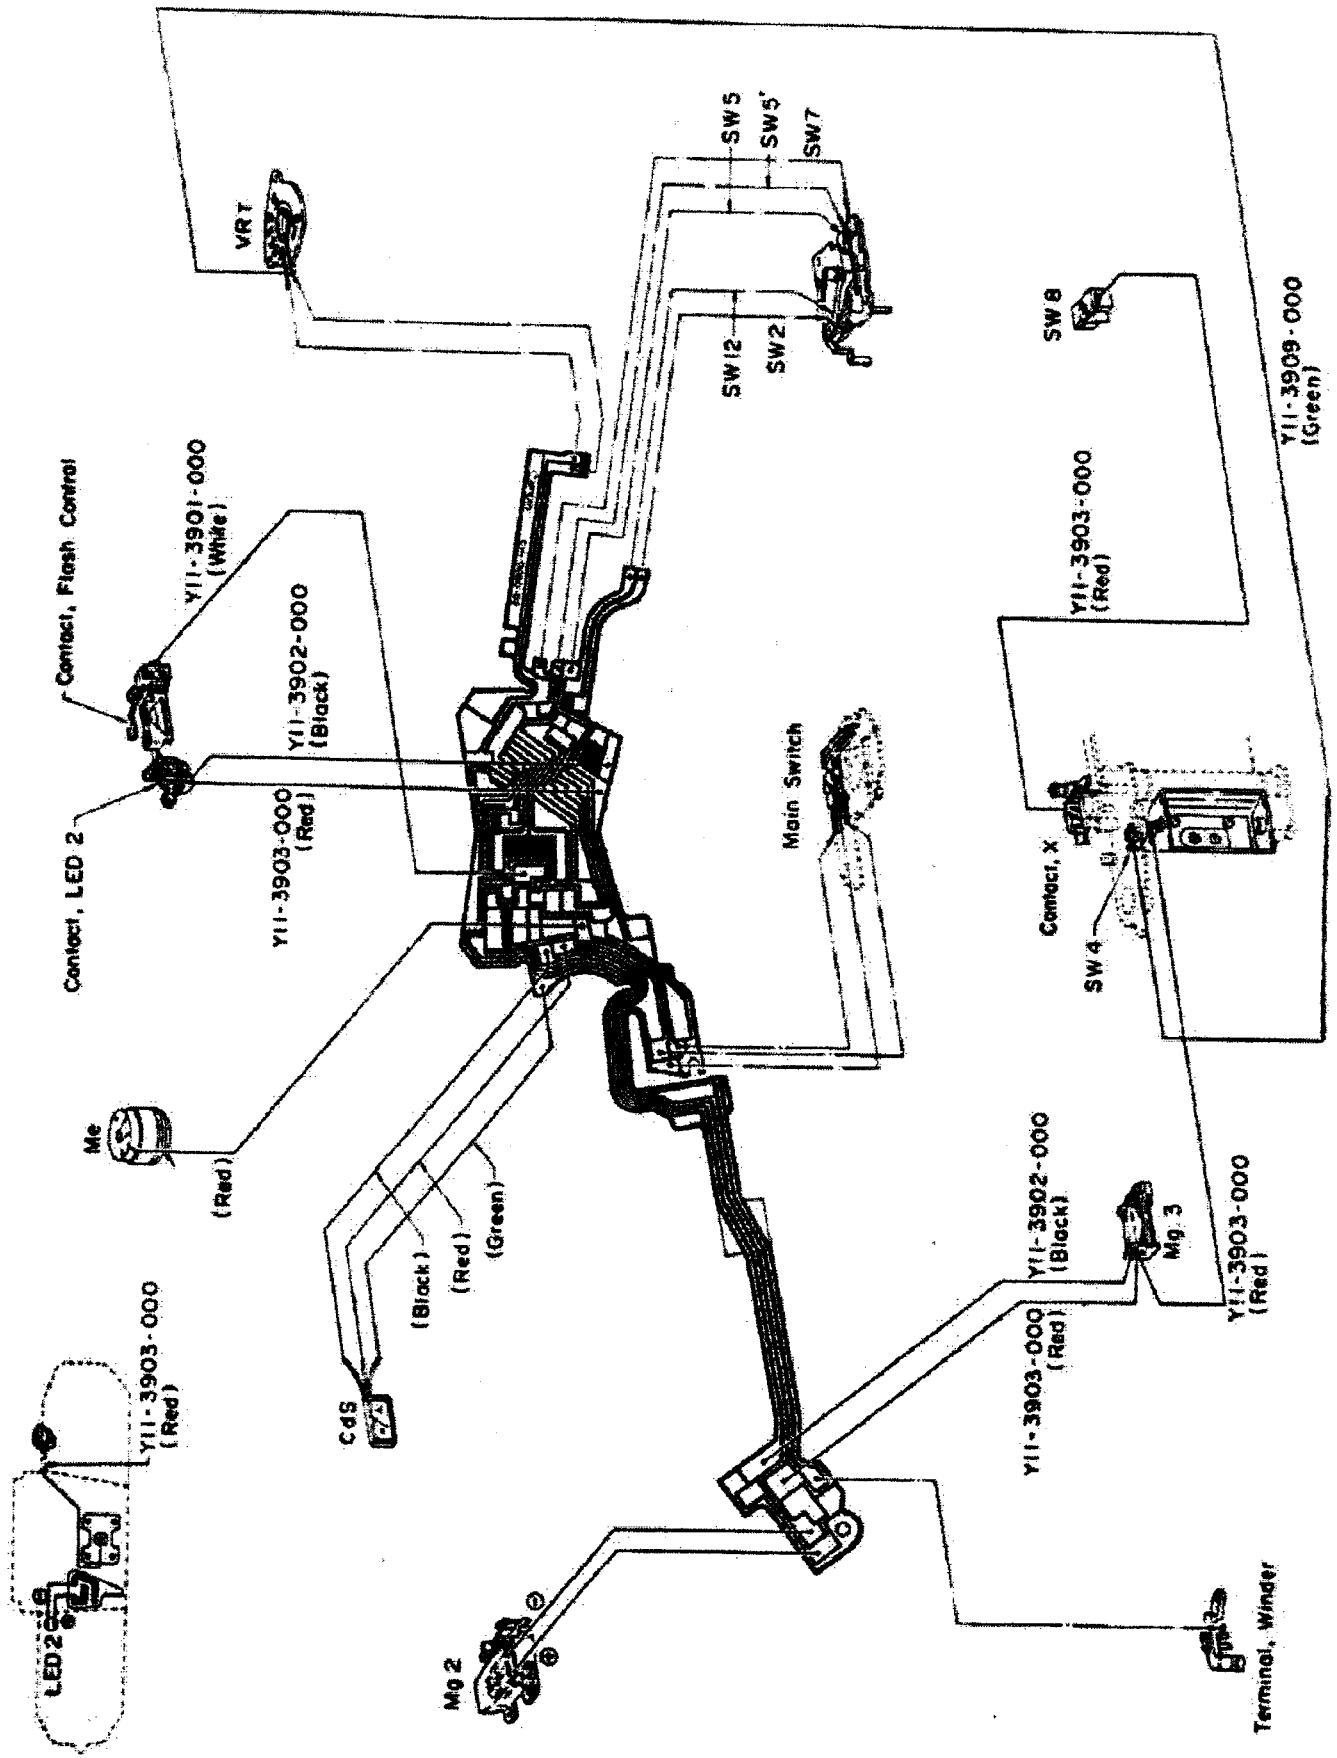 LED 2
Y11-3903-000
(Red)
Me
(Red)
Contact, LED 2
Contact, Flash Control
Y11-3901-000
(White)
Y11-3902-000
(Black)
Y11-3903-000
(Red)
VRT
CdS
(Black)
(Red)
(Green)
Mg 2
SW5
SW5'
SW7
SW12
SW2
Main Switch
SW8
Y11-3903-000
(Red)
Y11-3909-000
(Green)
Contact, X
SW4
Y11-3902-000
(Black)
Y11-3903-000
(Red)
Mg 3
Y11-3903-000
(Red)
Terminal, Winder